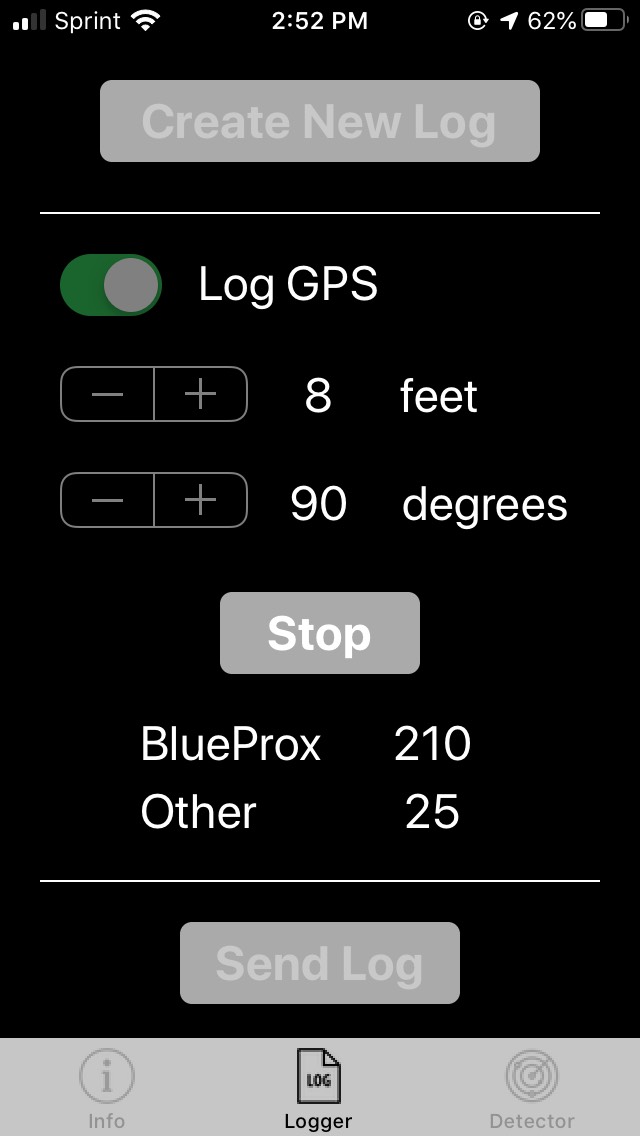 Sprint 2:52 PM 62%
Create New Log
Log GPS
8 feet
90 degrees
Stop
BlueProx 210
Other 25
Send Log
LOG
Info Logger Detector